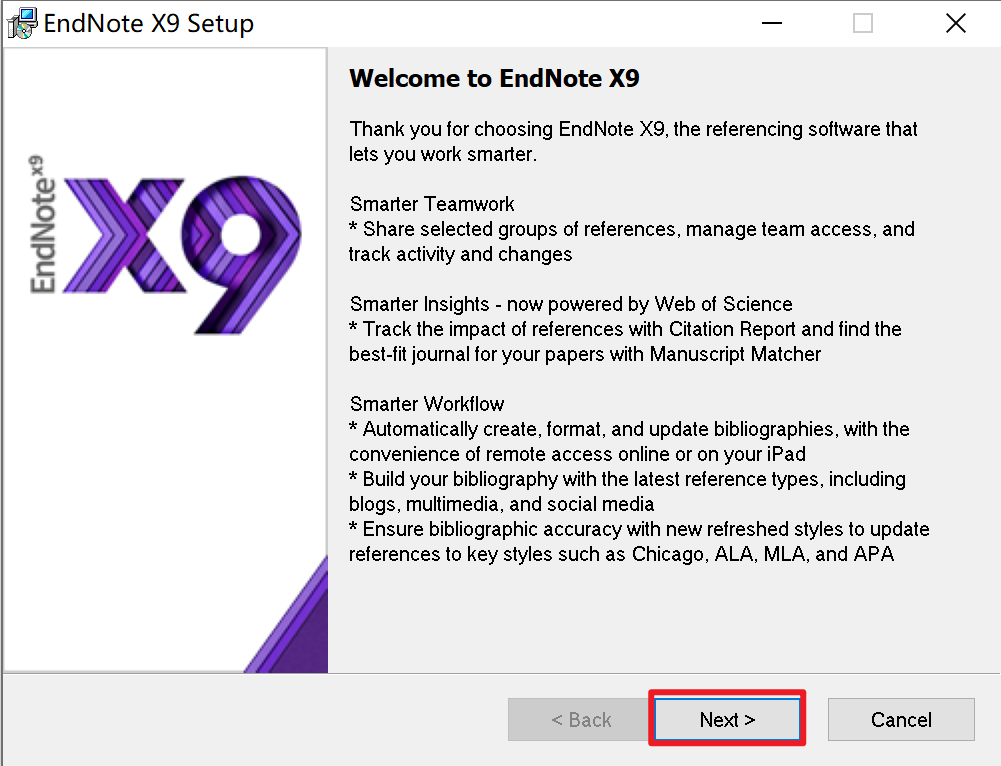 EndNote X9 Setup
EndNote X9
X9
Welcome to EndNote X9
Thank you for choosing EndNote X9, the referencing software that
lets you work smarter.
Smarter Teamwork
* Share selected groups of references, manage team access, and
track activity and changes
Smarter Insights - now powered by Web of Science
* Track the impact of references with Citation Report and find the
best-fit journal for your papers with Manuscript Matcher
Smarter Workflow
* Automatically create, format, and update bibliographies, with the
convenience of remote access online or on your iPad
* Build your bibliography with the latest reference types, including
blogs, multimedia, and social media
* Ensure bibliographic accuracy with new refreshed styles to update
references to key styles such as Chicago, ALA, MLA, and APA
< Back
Next >
Cancel